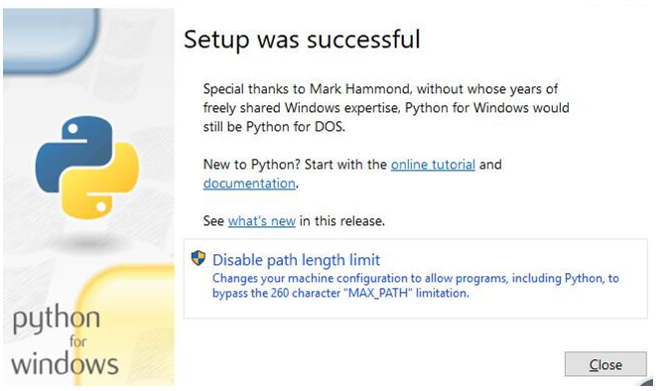 Setup was successful
Special thanks to Mark Hammond, without whose years of
freely shared Windows expertise, Python for Windows would
still be Python for DOS.
New to Python? Start with the online tutorial and
documentation.
See what's new in this release.
Disable path length limit
Changes your machine configuration to allow programs, including Python, to
bypass the 260 character "MAX_PATH" limitation.
python
for
windows
Close